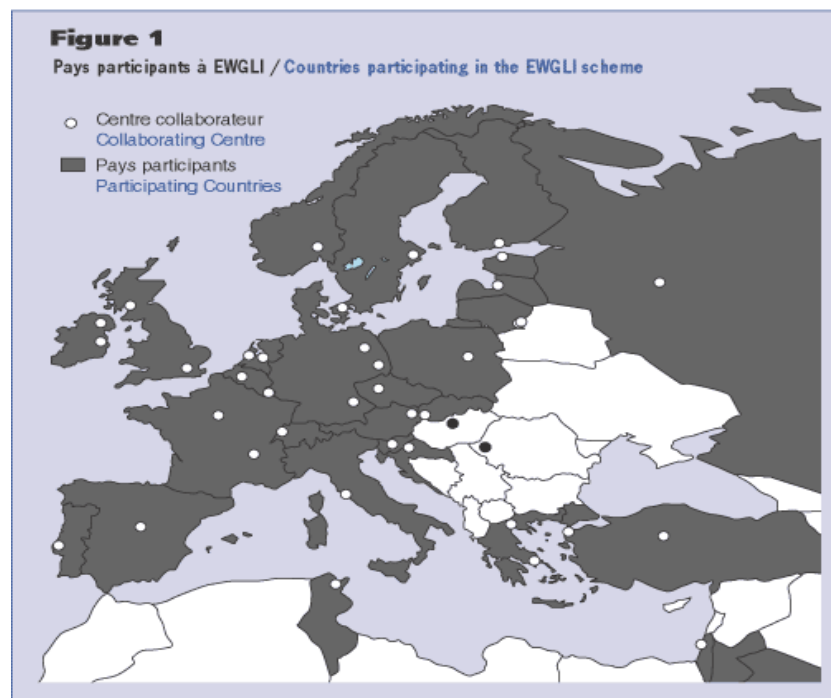 Figure 1
Pays participants à EWGLI / Countries participating in the EWGLI scheme
Centre collaborateur
Collaborating Centre
Pays participants
Participating Countries